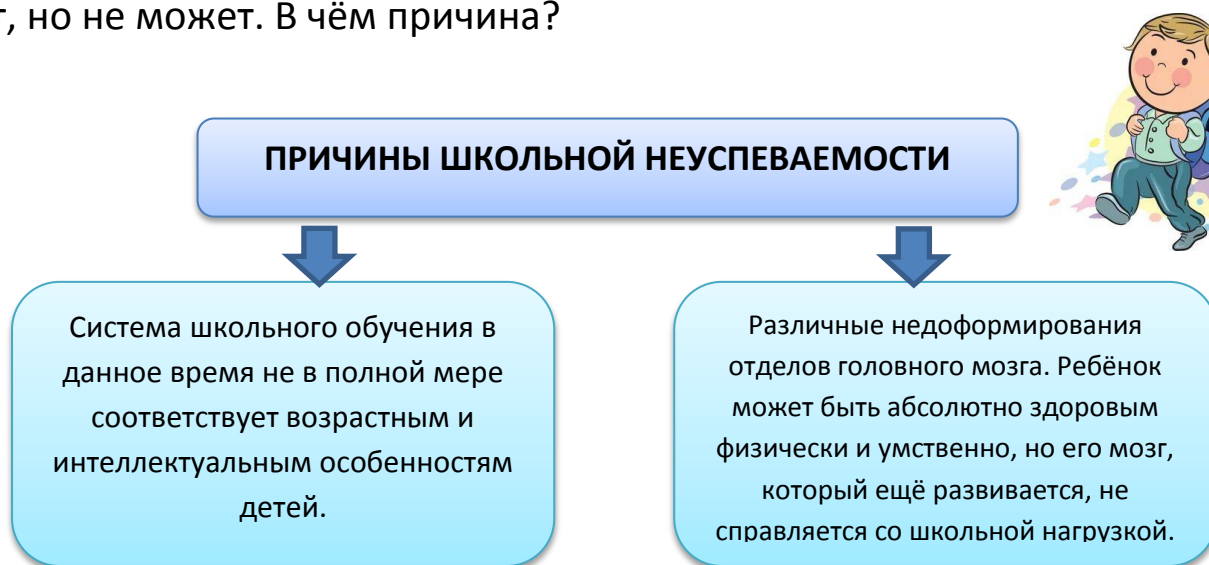 , но не может. В чём причина?
ПРИЧИНЫ ШКОЛЬНОЙ НЕУСПЕВАЕМОСТИ
Система школьного обучения в
данное время не в полной мере
соответствует возрастным и
интеллектуальным особенностям
детей.
Различные недоформирования
отделов головного мозга. Ребёнок
может быть абсолютно здоровым
физически и умственно, но его мозг,
который ещё развивается, не
справляется со школьной нагрузкой.